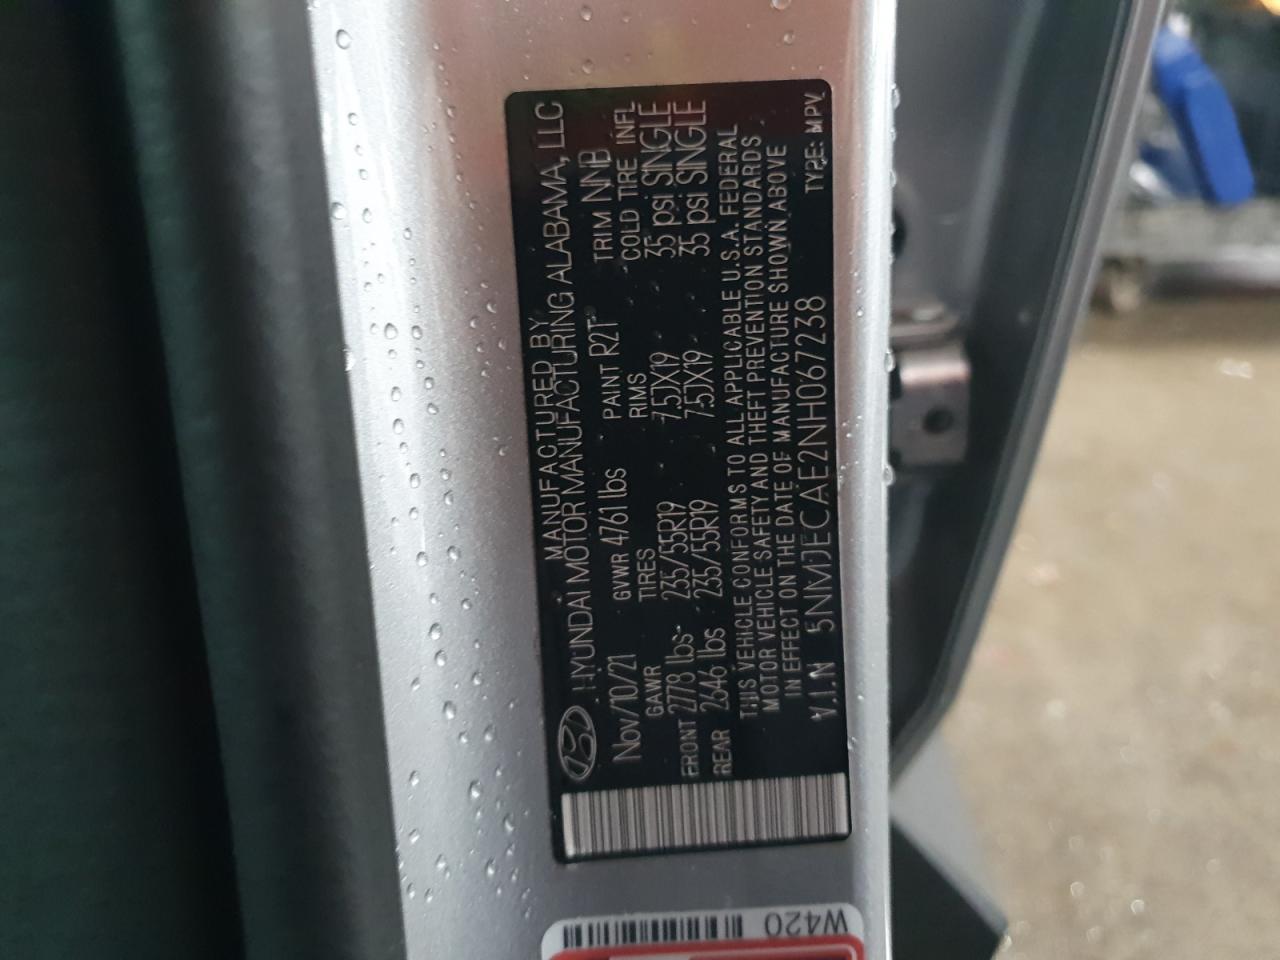 MANUFACTURED BY
HYUNDAI MOTOR MANUFACTURING ALABAMA, LLC
Nov/10/21 GVWR 4761 lbs PAINT R2T TRIM NNB
GAWR TIRES RIMS COLD TIRE INFL
FRONT 2778 lbs 235/55R19 7.5JX19 35 psi SINGLE
REAR 2646 lbs 235/55R19 7.5JX19 35 psi SINGLE
THIS VEHICLE CONFORMS TO ALL APPLICABLE U.S.A. FEDERAL
MOTOR VEHICLE SAFETY AND THEFT PREVENTION STANDARDS
IN EFFECT ON THE DATE OF MANUFACTURE SHOWN ABOVE
V.I.N 5NMJECAE2NH067238 TYPE: MPV
W420